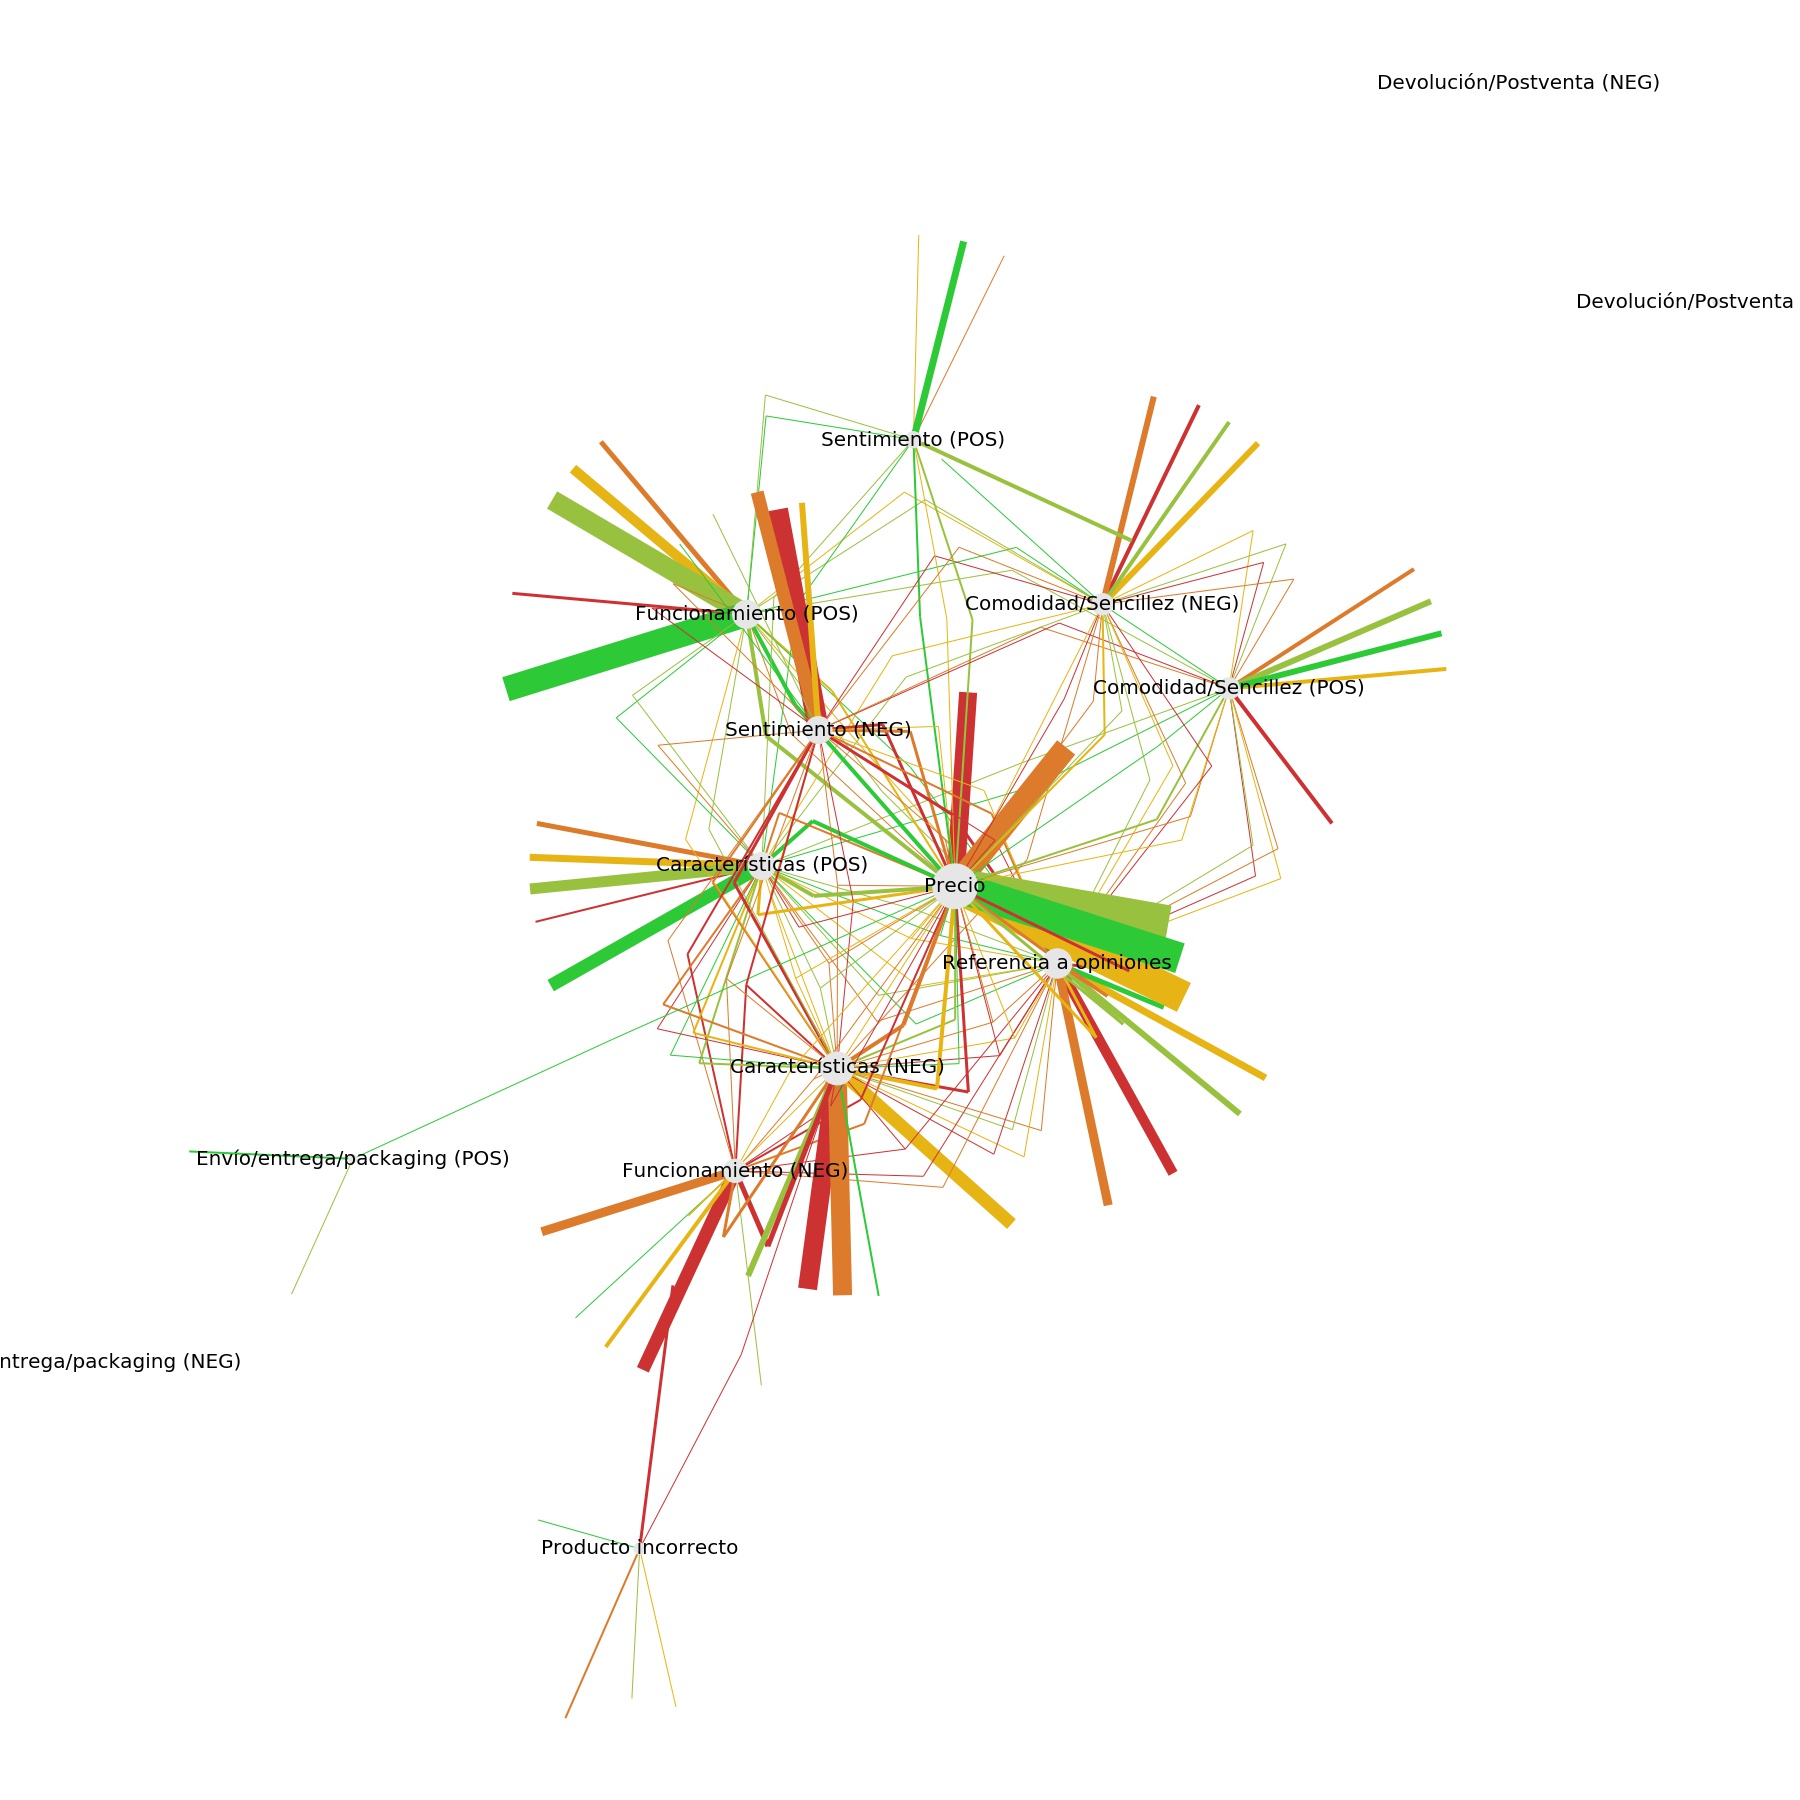 Devolución/Postventa (NEG)
Devolución/Postventa
Sentimiento (POS)
Comodidad/Sencillez (NEG)
Funcionamiento (POS)
Comodidad/Sencillez (POS)
Sentimiento (NEG)
Características (POS)
Precio
Referencia a opiniones
Características (NEG)
Envío/entrega/packaging (POS)
Funcionamiento (NEG)
ntrega/packaging (NEG)
Producto incorrecto